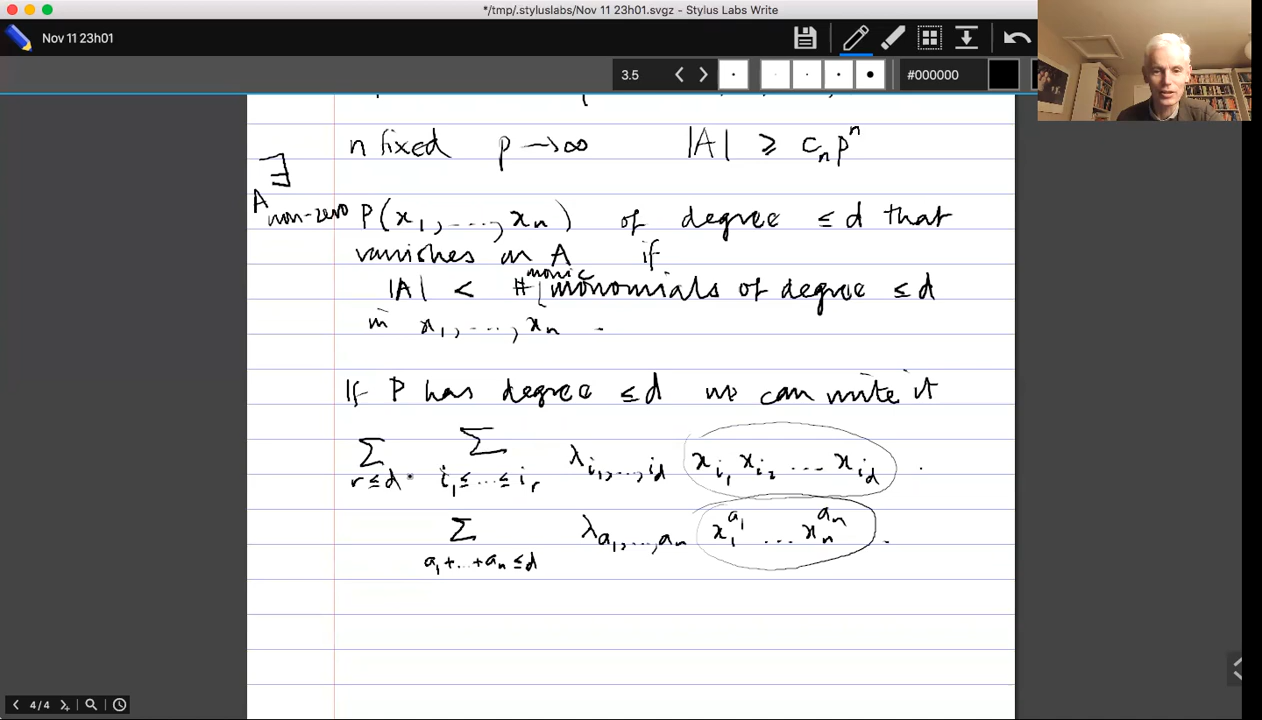 */tmp/.styluslabs/Nov 11 23h01.svgz - Stylus Labs Write
Nov 11 23h01
3.5
#000000
n fixed p → ∞ |A| ≥ c_n p^n
∃
A non-zero P(x_1, ..., x_n) of degree ≤ d that
vanishes on A if
monic
|A| < # monomials of degree ≤ d
in x_1, ..., x_n .
If P has degree ≤ d we can write it
∑_{r≤d} ∑_{i_1≤...≤i_r} λ_{i_1,...,i_d} x_{i_1} x_{i_2} ... x_{i_d} .
∑_{a_1+...+a_n≤d} λ_{a_1,...,a_n} x_1^{a_1} ... x_n^{a_n} .
4/4